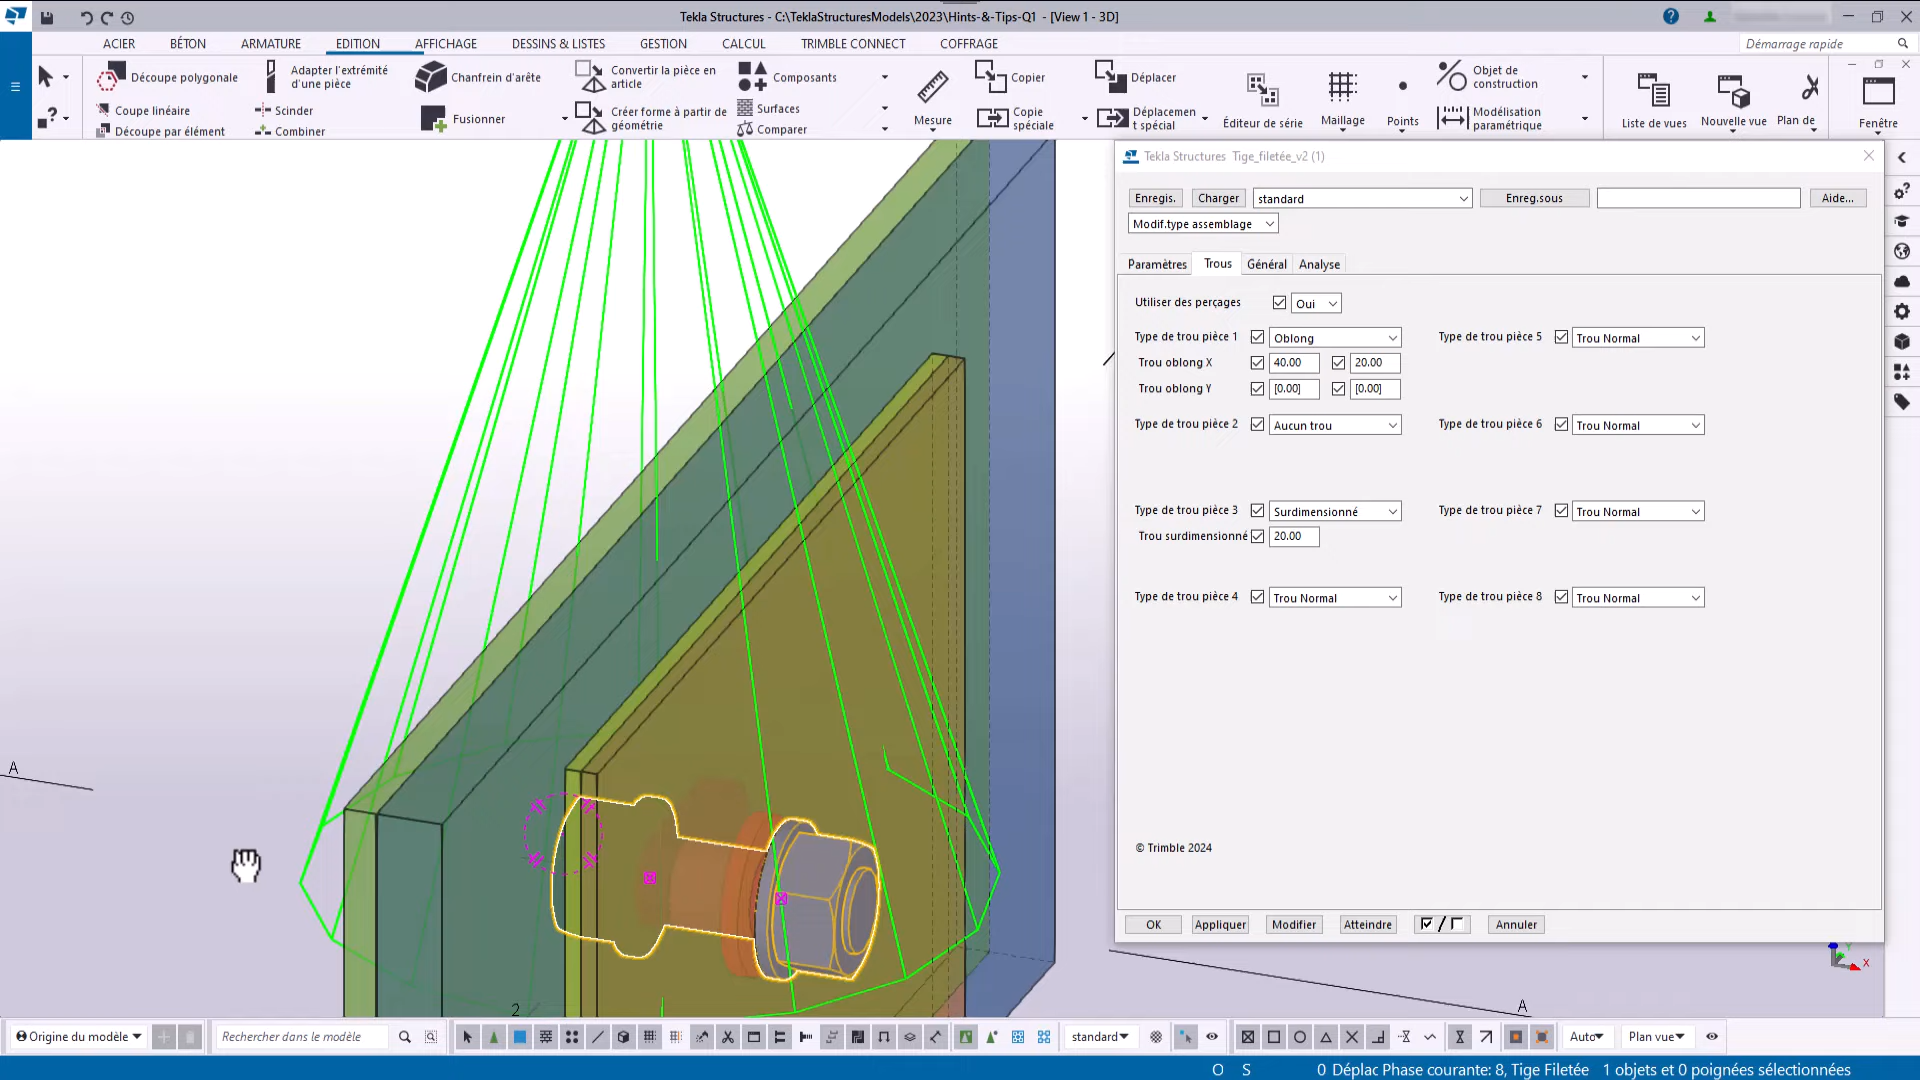 Tekla Structures - C:\TeklaStructuresModels\2023\Hints-&-Tips-Q1 - [View 1 - 3D]
ACIER BÉTON ARMATURE EDITION AFFICHAGE DESSINS & LISTES GESTION CALCUL TRIMBLE CONNECT COFFRAGE Démarrage rapide
Découpe polygonale
Coupe linéaire
Découpe par élément
Adapter l'extrémité
d'une pièce
Scinder
Combiner
Chanfrein d'arête
Fusionner
Convertir la pièce en
article
Créer forme à partir de
géométrie
Composants
Surfaces
Comparer
Mesure
Copier
Copie
spéciale
Déplacer
Déplacemen
t spécial
Éditeur de série
Maillage
Points
Objet de
construction
Modélisation
paramétrique
Liste de vues
Nouvelle vue
Plan de
Fenêtre
Tekla Structures Tige_filetée_v2 (1)
Enregis. Charger standard Enreg.sous Aide...
Modif.type assemblage
Paramètres Trous Général Analyse
Utiliser des perçages Oui
Type de trou pièce 1 Oblong Type de trou pièce 5 Trou Normal
Trou oblong X 40.00 20.00
Trou oblong Y [0.00] [0.00]
Type de trou pièce 2 Aucun trou Type de trou pièce 6 Trou Normal
Type de trou pièce 3 Surdimensionné Type de trou pièce 7 Trou Normal
Trou surdimensionné 20.00
Type de trou pièce 4 Trou Normal Type de trou pièce 8 Trou Normal
© Trimble 2024
OK Appliquer Modifier Atteindre / Annuler
A
2
A
Y
X
Origine du modèle Rechercher dans le modèle standard Auto Plan vue
O S 0 Déplac Phase courante: 8, Tige Filetée 1 objets et 0 poignées sélectionnées